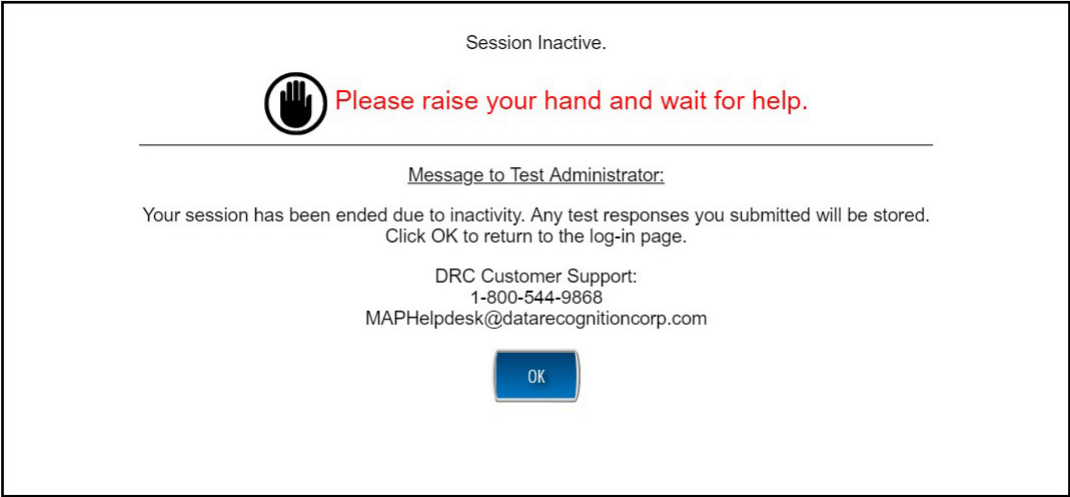 Session Inactive.
Please raise your hand and wait for help.
Message to Test Administrator:
Your session has been ended due to inactivity. Any test responses you submitted will be stored.
Click OK to return to the log-in page.
DRC Customer Support:
1-800-544-9868
MAPHelpdesk@datarecognitioncorp.com
OK